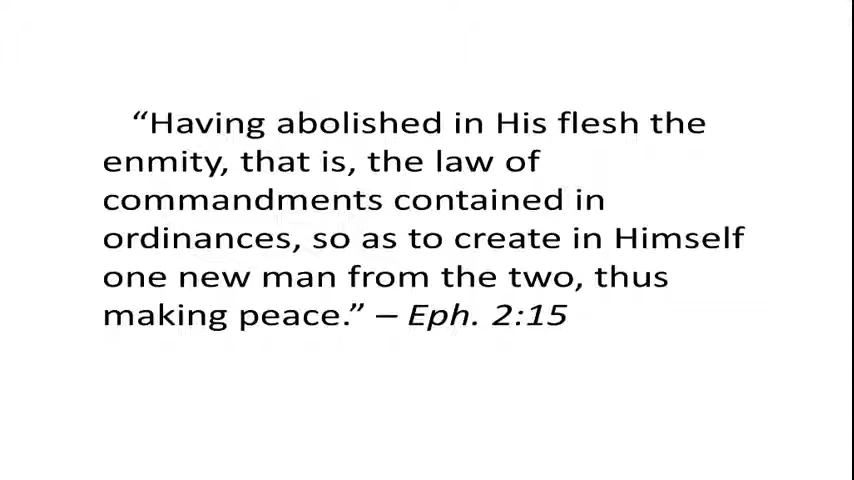 “Having abolished in His flesh the
enmity, that is, the law of
commandments contained in
ordinances, so as to create in Himself
one new man from the two, thus
making peace.” – Eph. 2:15